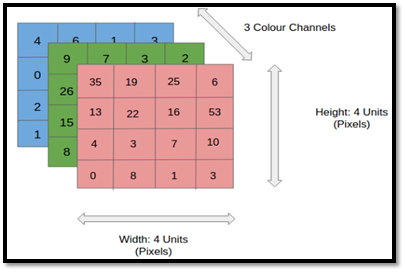 3 Colour Channels
4 6 1 3
9 7 3 2
35 19 25 6
0
26
13 22 16 53
2
15
4 3 7 10
1
8
0 8 1 3
Height: 4 Units
(Pixels)
Width: 4 Units
(Pixels)